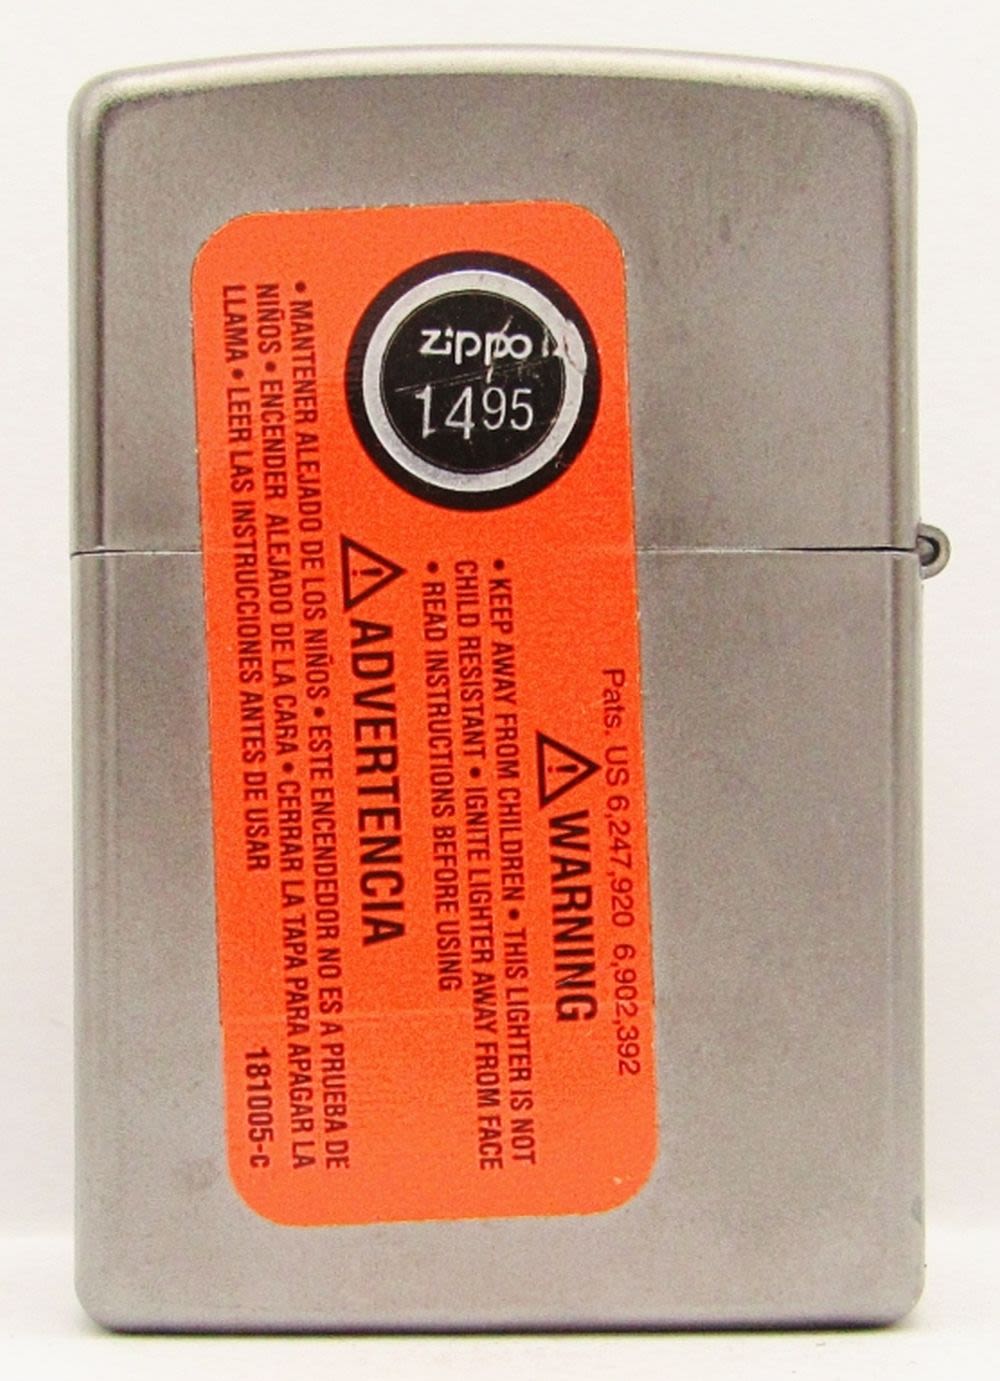 zippo
1495
Pats. US 6,247,920 6,902,392
⚠ WARNING
• KEEP AWAY FROM CHILDREN • THIS LIGHTER IS NOT
CHILD RESISTANT • IGNITE LIGHTER AWAY FROM FACE
• READ INSTRUCTIONS BEFORE USING
⚠ ADVERTENCIA
• MANTENER ALEJADO DE LOS NIÑOS • ESTE ENCENDEDOR NO ES A PRUEBA DE
NIÑOS • ENCENDER ALEJADO DE LA CARA • CERRAR LA TAPA PARA APAGAR LA
LLAMA • LEER LAS INSTRUCCIONES ANTES DE USAR 181005-c